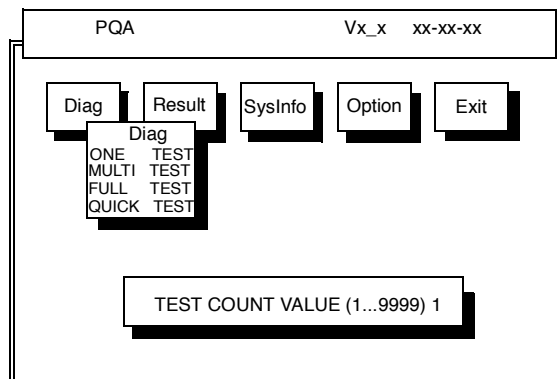 PQA Vx_x xx-xx-xx
Diag Result SysInfo Option Exit
Diag
ONE TEST
MULTI TEST
FULL TEST
QUICK TEST
TEST COUNT VALUE (1...9999) 1